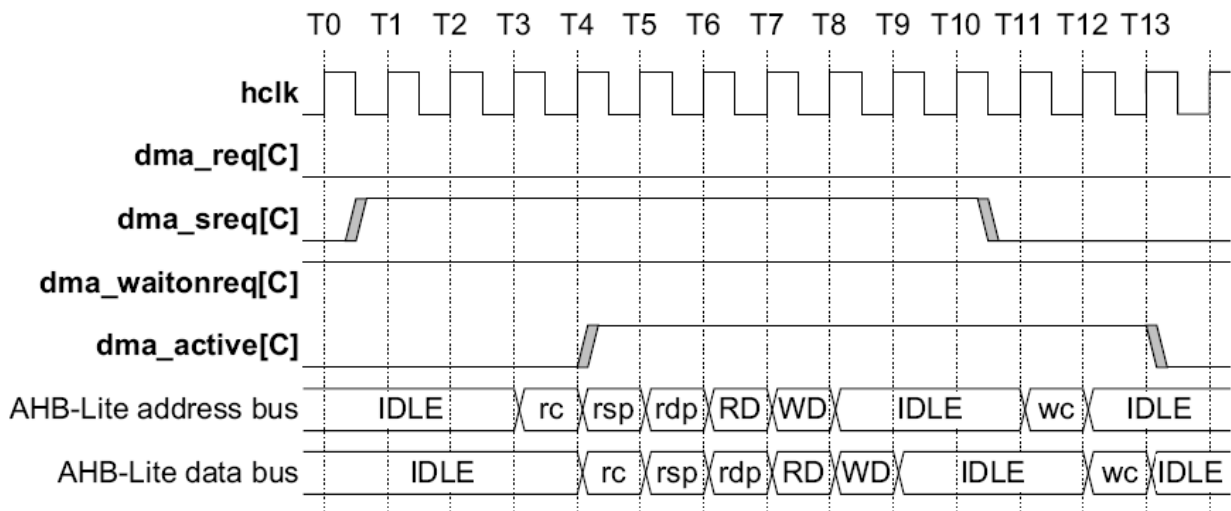 T0 T1 T2 T3 T4 T5 T6 T7 T8 T9 T10 T11 T12 T13
hclk
dma_req[C]
dma_sreq[C]
dma_waitonreq[C]
dma_active[C]
AHB-Lite address bus IDLE rc rsp rdp RD WD IDLE wc IDLE
AHB-Lite data bus IDLE rc rsp rdp RD WD IDLE wc IDLE